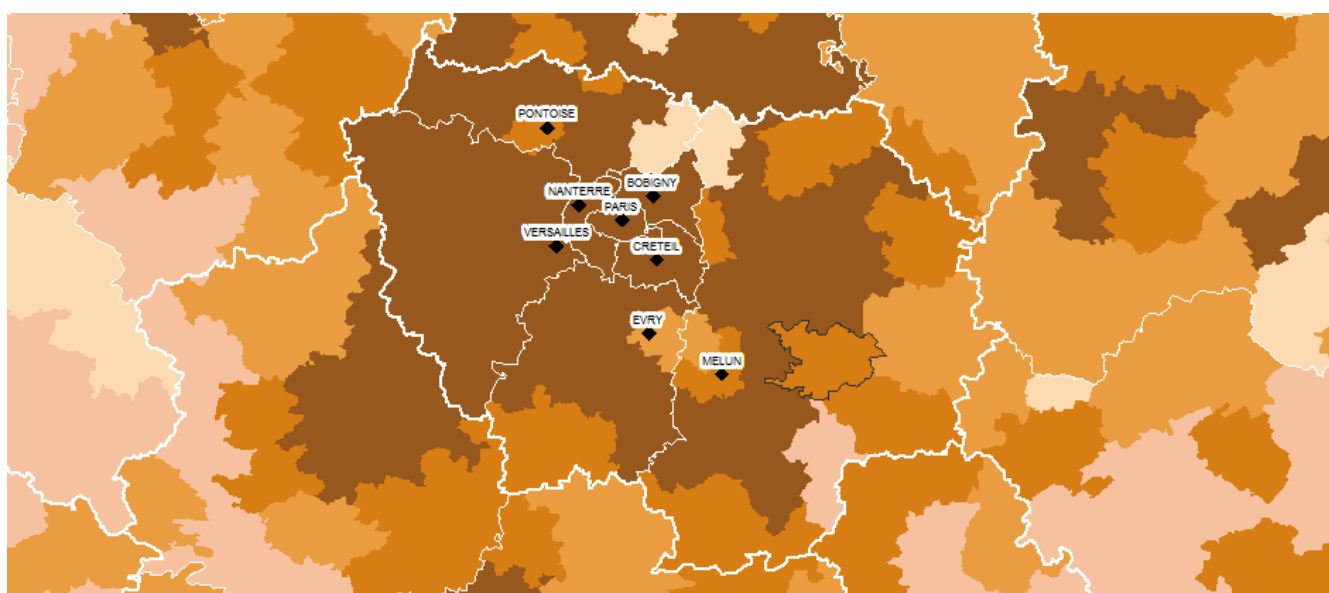 PONTOISE
BOBIGNY
NANTERRE
PARIS
VERSAILLES
CRETEIL
EVRY
MELUN